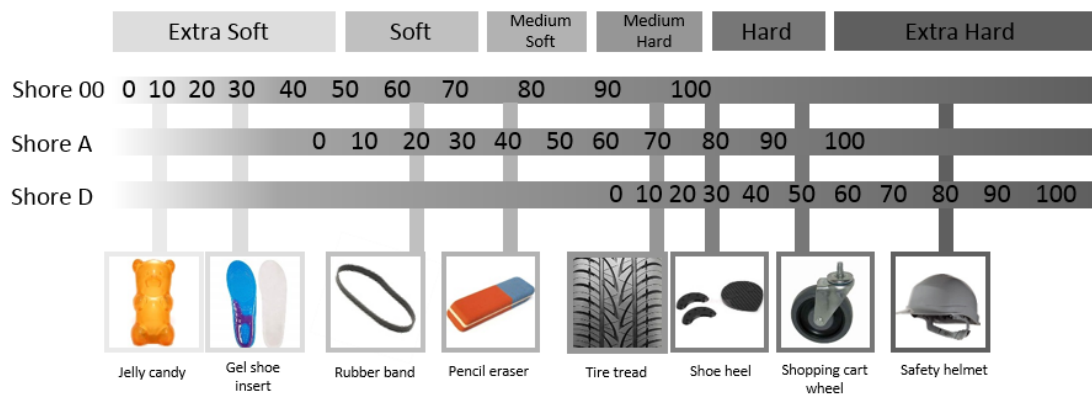 Extra Soft
Soft
Medium
Soft
Medium
Hard
Hard
Extra Hard
Shore 00 0 10 20 30 40 50 60 70 80 90 100
Shore A 0 10 20 30 40 50 60 70 80 90 100
Shore D 0 10 20 30 40 50 60 70 80 90 100
Jelly candy
Gel shoe
insert
Rubber band
Pencil eraser
Tire tread
Shoe heel
Shopping cart
wheel
Safety helmet